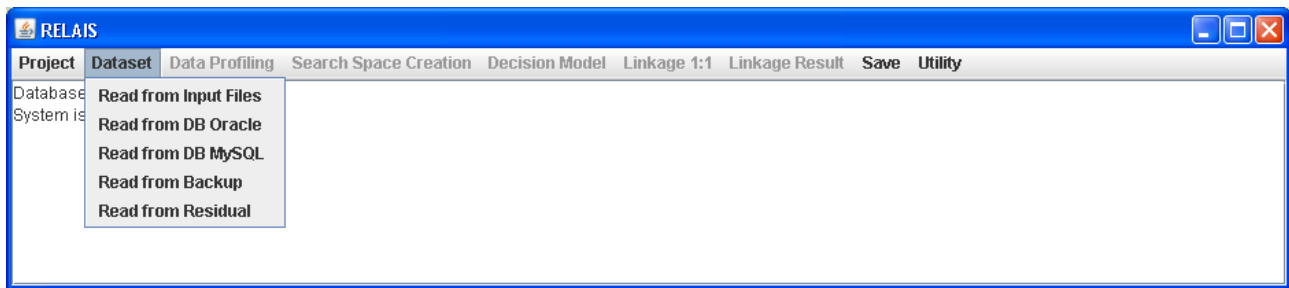 RELAIS
Project Dataset Data Profiling Search Space Creation Decision Model Linkage 1:1 Linkage Result Save Utility
Database
System is
Read from Input Files
Read from DB Oracle
Read from DB MySQL
Read from Backup
Read from Residual